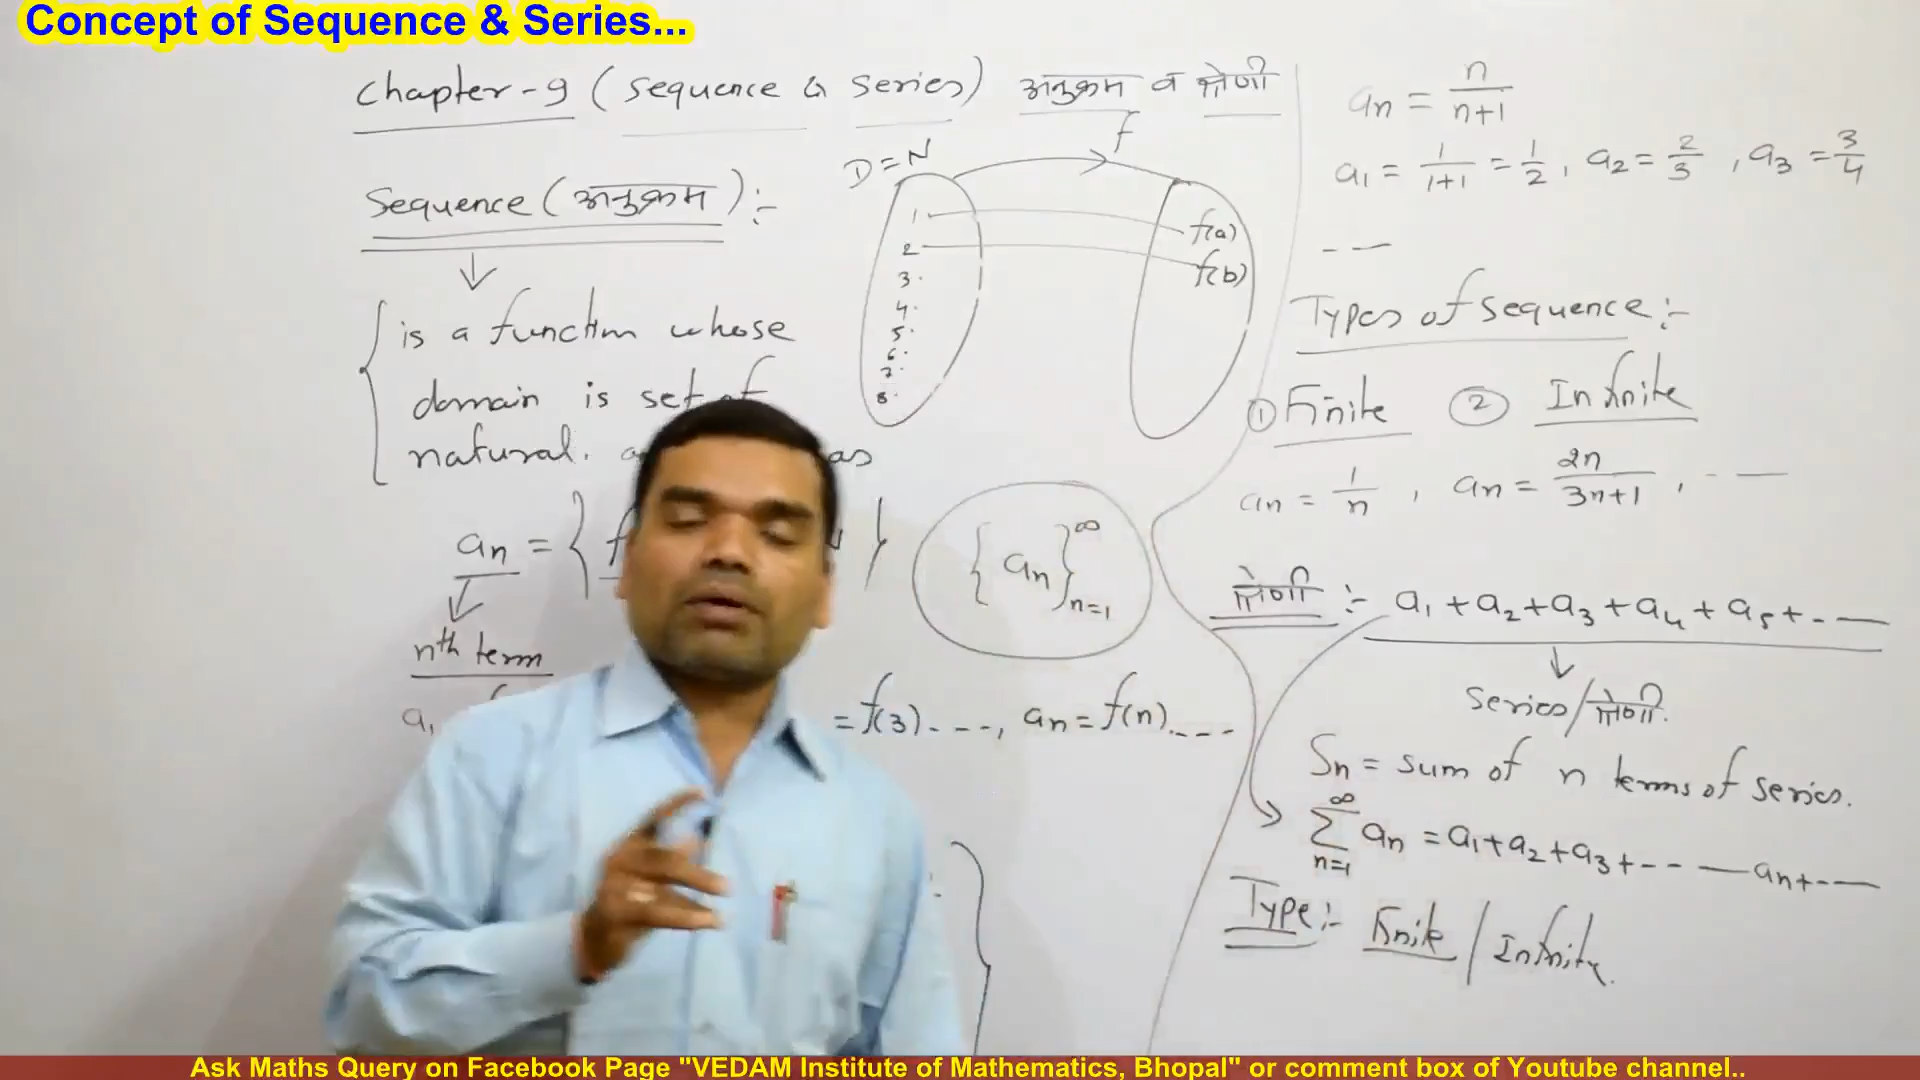 Concept of Sequence & Series...
Chapter-9 (Sequence & Series) अनुक्रम व श्रेणी
Sequence (अनुक्रम) :-
is a function whose
domain is set of
natural. as
an = { f }
nth term
a1 = f(3)----, an = f(n)----
D = N
f
1
2
3
4
5
6
7
8
f(a)
f(b)
{an}∞n=1
an = n/(n+1)
a1 = 1/(1+1) = 1/2, a2 = 2/3, a3 = 3/4
-----
Types of Sequence :-
① Finite ② Infinite
an = 1/n, an = 2n/(3n+1), - —
श्रेणी :- a1 + a2 + a3 + a4 + a5 + -- —
Series/श्रेणी.
Sn = Sum of n terms of series.
∞∑n=1 an = a1 + a2 + a3 + -- — an + -- —
Type :- Finite / Infinite.
Ask Maths Query on Facebook Page "VEDAM Institute of Mathematics, Bhopal" or comment box of Youtube channel..